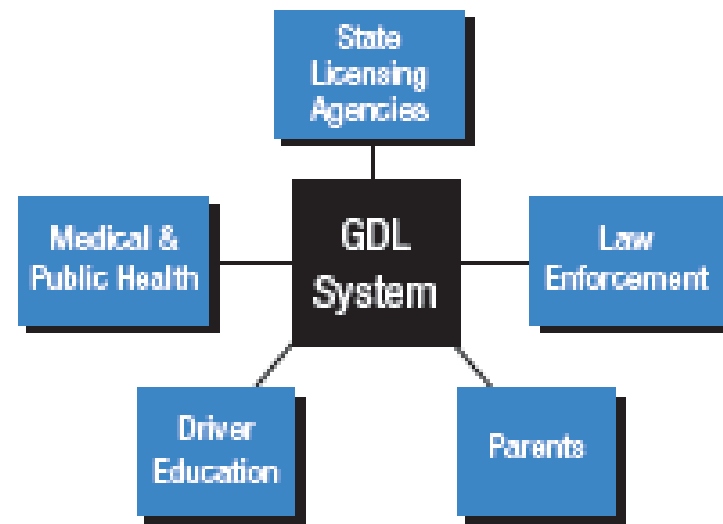 State
Licensing
Agencies
Medical &
Public Health
GDL
System
Law
Enforcement
Driver
Education
Parents